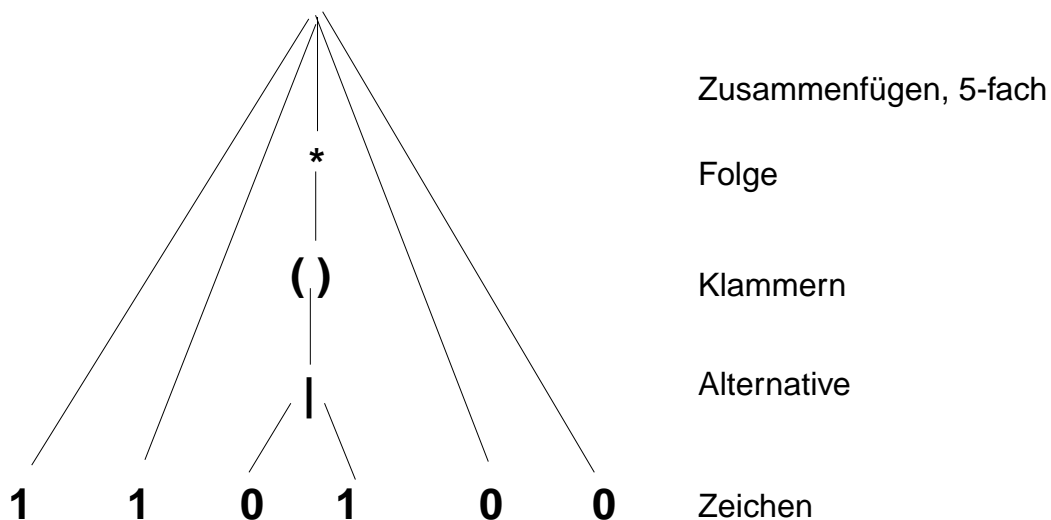 Zusammenfügen, 5-fach
* Folge
( ) Klammern
| Alternative
1 1 0 1 0 0 Zeichen